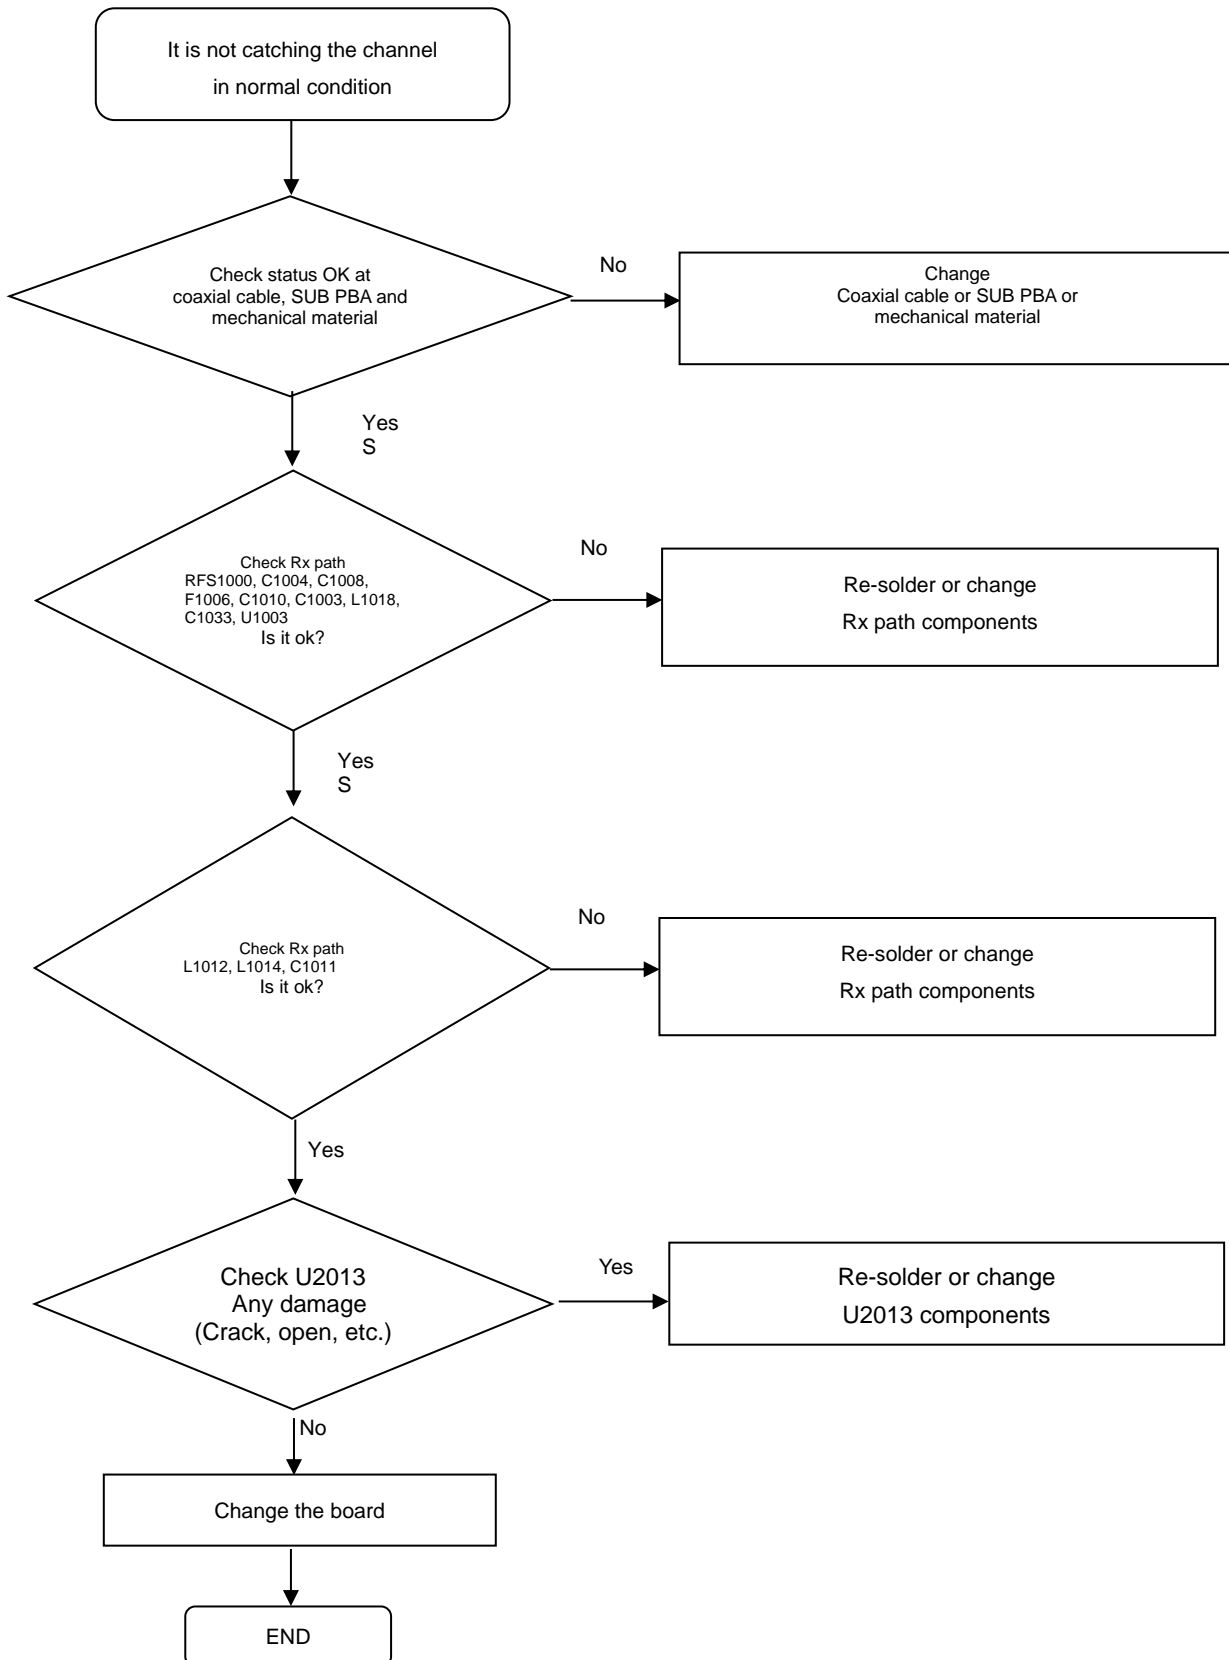 It is not catching the channel
in normal condition
Check status OK at
coaxial cable, SUB PBA and
mechanical material
No
Change
Coaxial cable or SUB PBA or
mechanical material
Yes
S
Check Rx path
RFS1000, C1004, C1008,
F1006, C1010, C1003, L1018,
C1033, U1003
Is it ok?
No
Re-solder or change
Rx path components
Yes
S
Check Rx path
L1012, L1014, C1011
Is it ok?
No
Re-solder or change
Rx path components
Yes
Check U2013
Any damage
(Crack, open, etc.)
Yes
Re-solder or change
U2013 components
No
Change the board
END